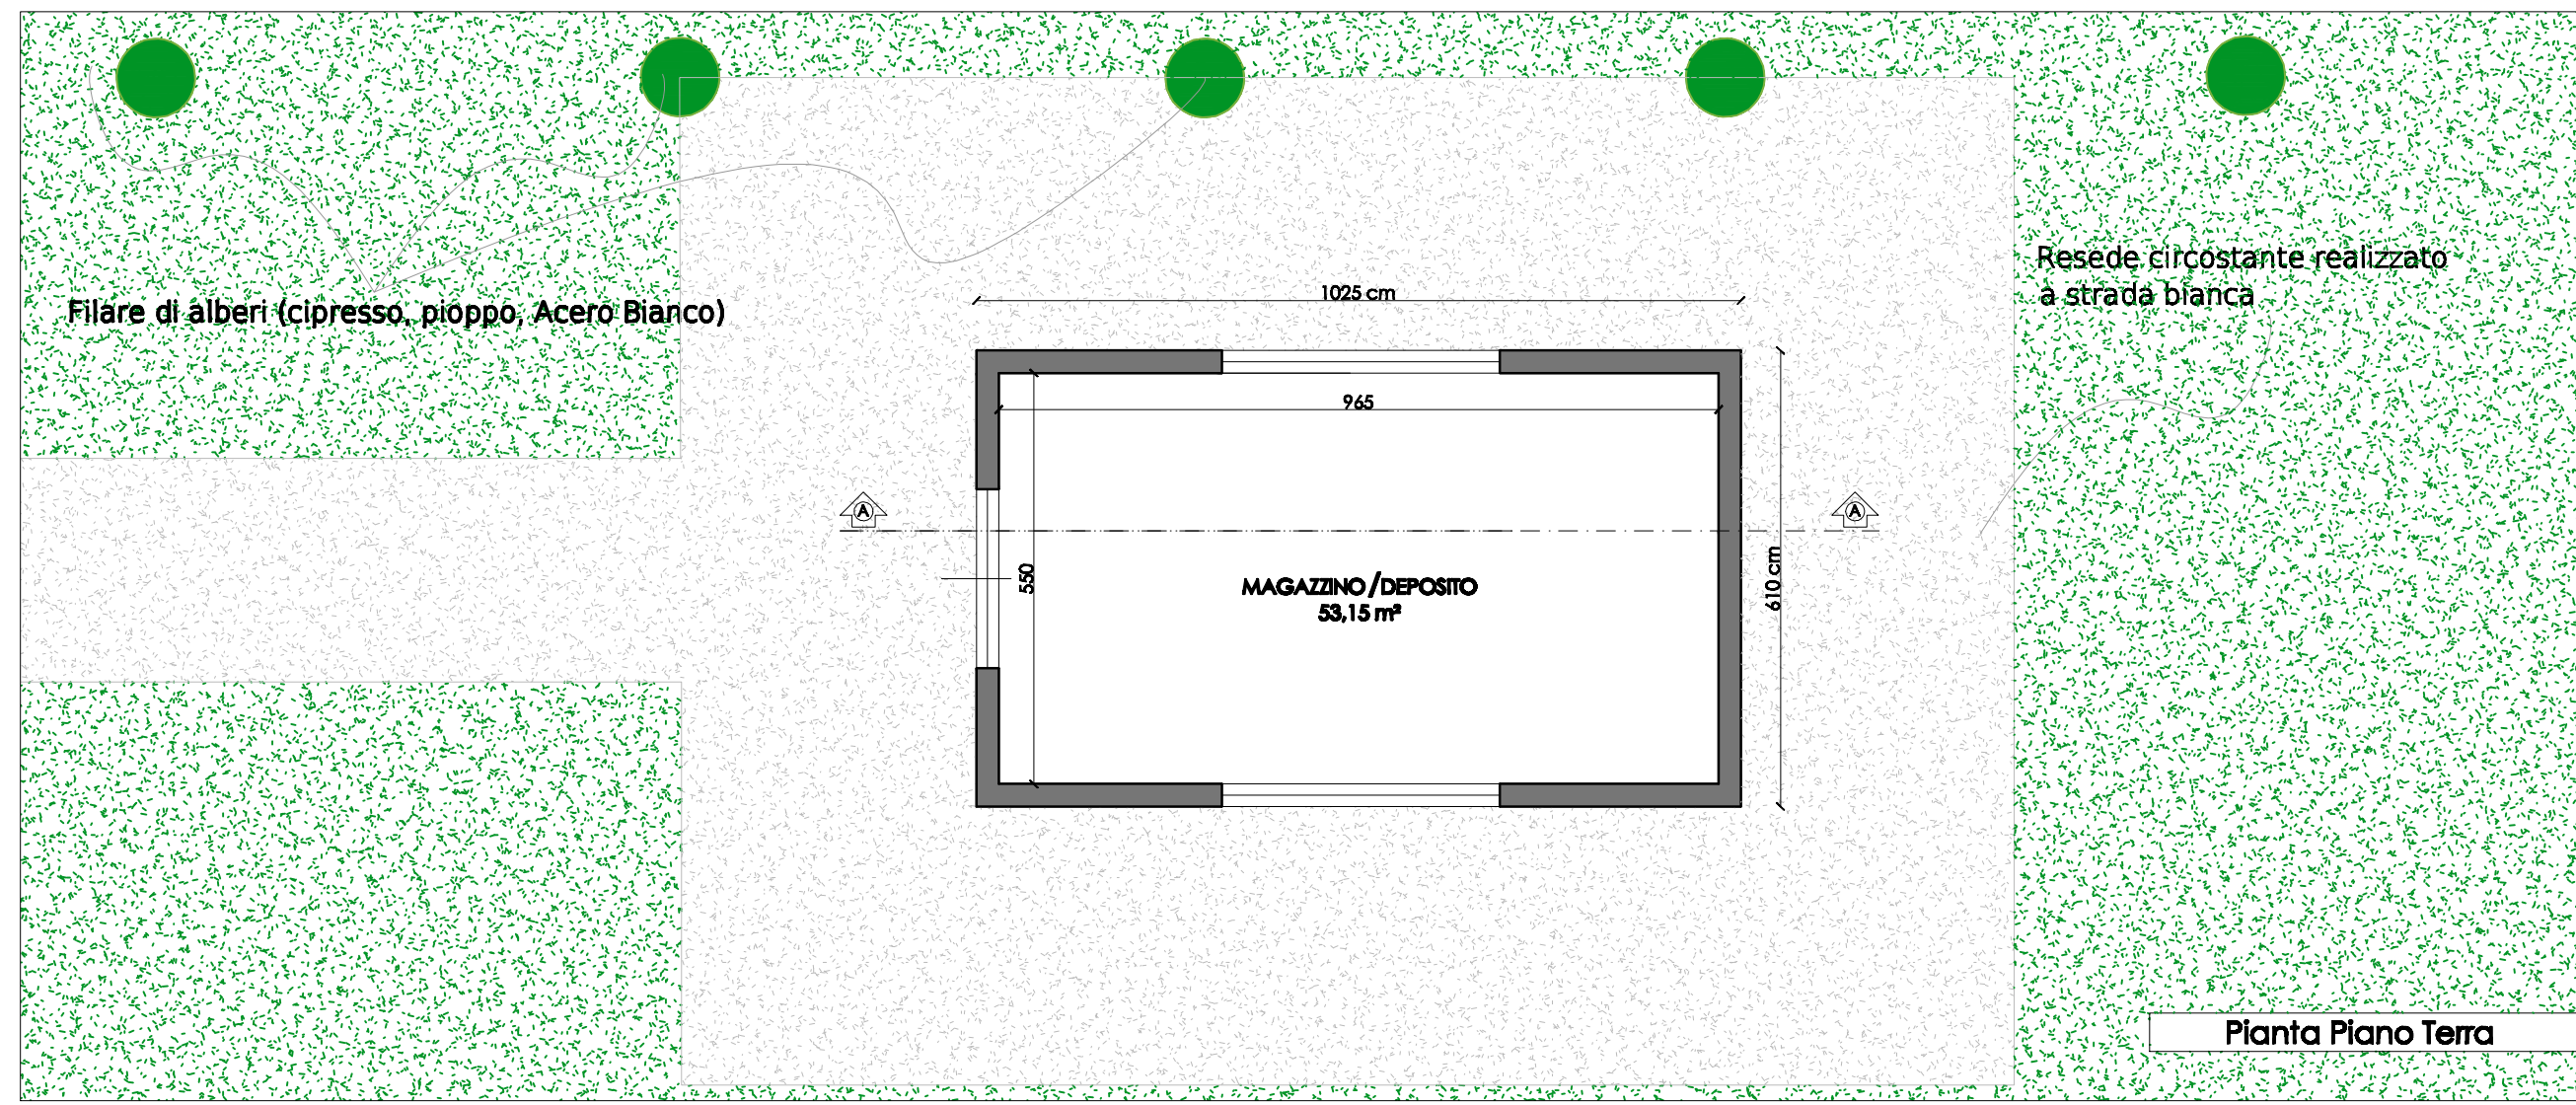 Resede circostante realizzato
a strada bianca
1025 cm
Filare di alberi (cipresso, pioppo, Acero Bianco)
965
A
A
550
610 cm
MAGAZZINO/DEPOSITO
53,15 m²
Pianta Piano Terra